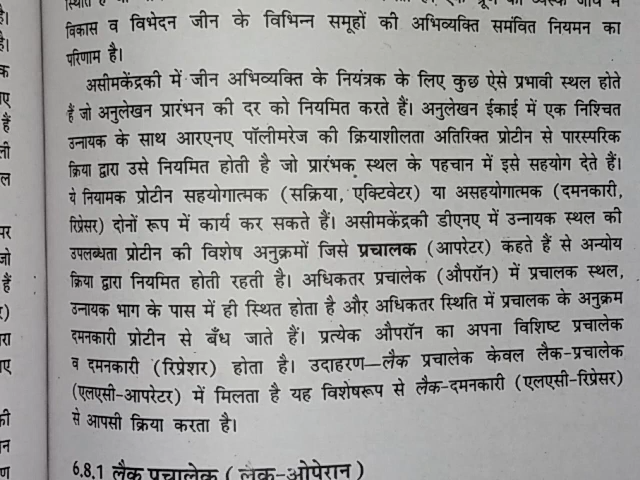 विकास व विभेदन जीन के विभिन्न समूहों की अभिव्यक्ति समंवित नियमन का
परिणाम है।
असीमकेंद्रकी में जीन अभिव्यक्ति के नियंत्रक के लिए कुछ ऐसे प्रभावी स्थल होते
हैं जो अनुलेखन प्रारंभन की दर को नियमित करते हैं। अनुलेखन ईकाई में एक निश्चित
उन्नायक के साथ आरएनए पॉलीमरेज की क्रियाशीलता अतिरिक्त प्रोटीन से पारस्परिक
क्रिया द्वारा उसे नियमित होती है जो प्रारंभक स्थल के पहचान में इसे सहयोग देते हैं।
ये नियामक प्रोटीन सहयोगात्मक (सक्रिया, एक्टिवेटर) या असहयोगात्मक (दमनकारी,
रिप्रेसर) दोनों रूप में कार्य कर सकते हैं। असीमकेंद्रकी डीएनए में उन्नायक स्थल की
उपलब्धता प्रोटीन की विशेष अनुक्रमों जिसे प्रचालक (आपरेटर) कहते हैं से अन्योय
क्रिया द्वारा नियमित होती रहती है। अधिकतर प्रचालेक (औपरॉन) में प्रचालक स्थल,
उन्नायक भाग के पास में ही स्थित होता है और अधिकतर स्थिति में प्रचालक के अनुक्रम
दमनकारी प्रोटीन से बँध जाते हैं। प्रत्येक औपरॉन का अपना विशिष्ट प्रचालेक
व दमनकारी (रिप्रेशर) होता है। उदाहरण—लैक प्रचालेक केवल लैक-प्रचालेक
(एलएसी-आपरेटर) में मिलता है यह विशेषरूप से लैक-दमनकारी (एलएसी-रिप्रेसर)
से आपसी क्रिया करता है।
6.8.1 लैक प्रचालेक (लैक-ओपेरान)